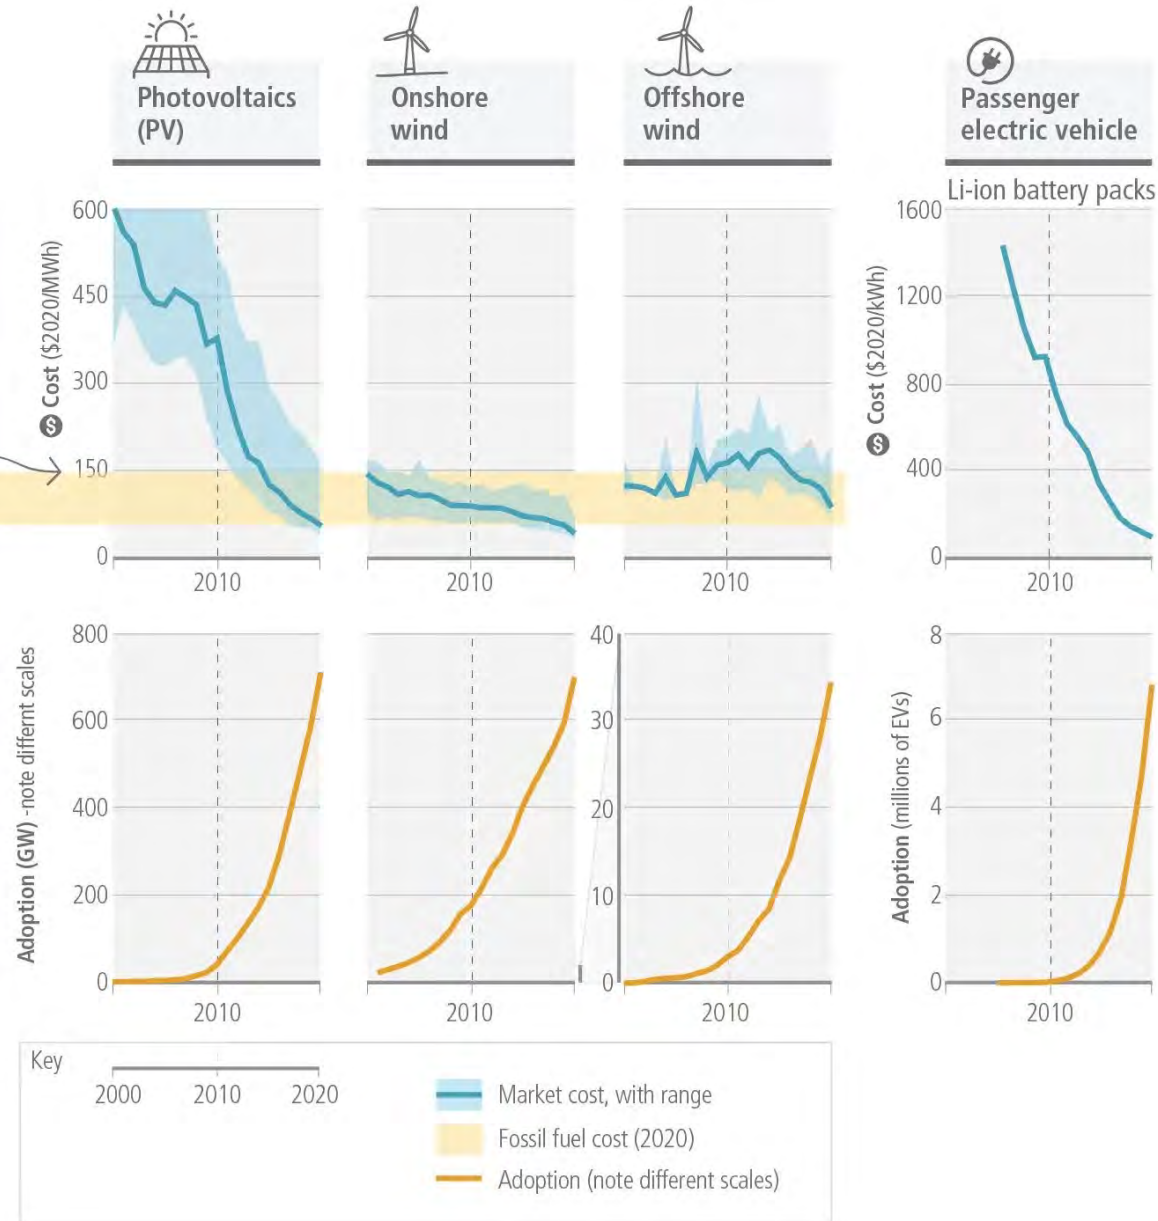 Photovoltaics
(PV)
Onshore
wind
Offshore
wind
Passenger
electric vehicle
Li-ion battery packs
$ Cost ($2020/MWh)
600
450
300
150
0
2010
2010
2010
$ Cost ($2020/kWh)
1600
1200
800
400
0
2010
Adoption (GW) -note differnt scales
800
600
400
200
0
2010
2010
40
30
20
10
0
2010
Adoption (millions of EVs)
8
6
4
2
0
2010
Key
2000 2010 2020
Market cost, with range
Fossil fuel cost (2020)
Adoption (note different scales)